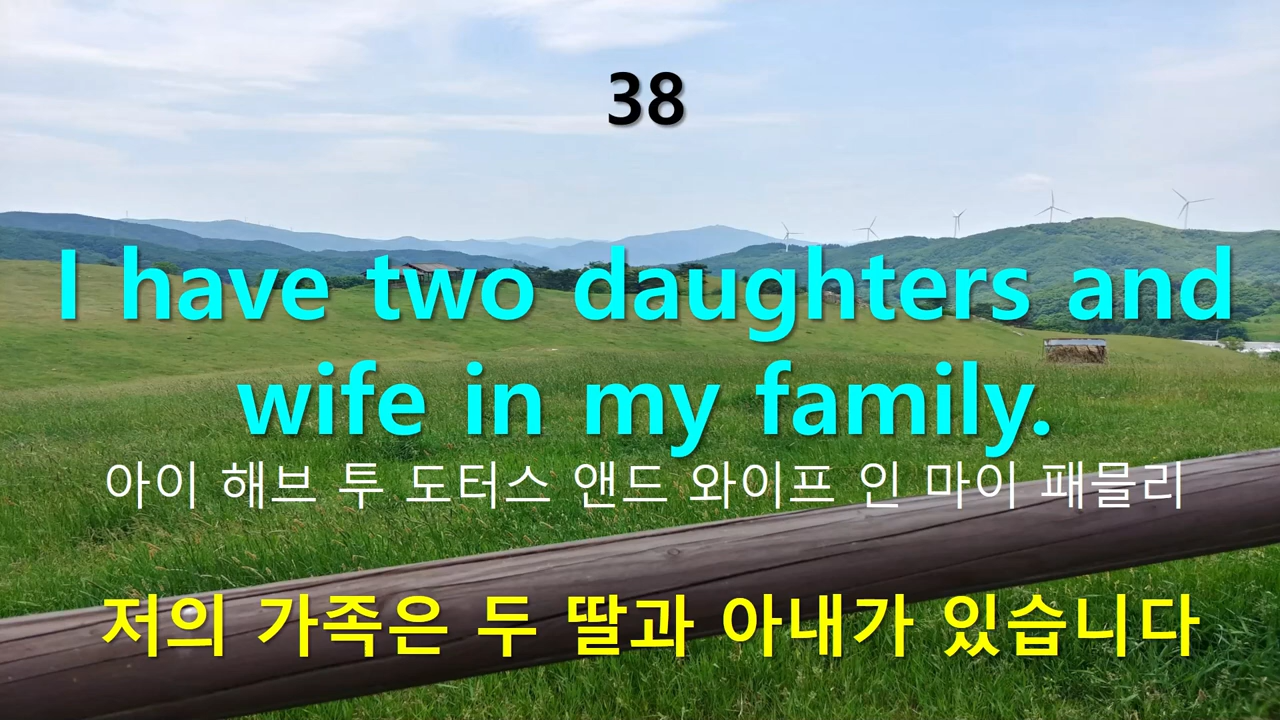 38
I have two daughters and
wife in my family.
아이 해브 투 도터스 앤드 와이프 인 마이 패믈리
저의 가족은 두 딸과 아내가 있습니다